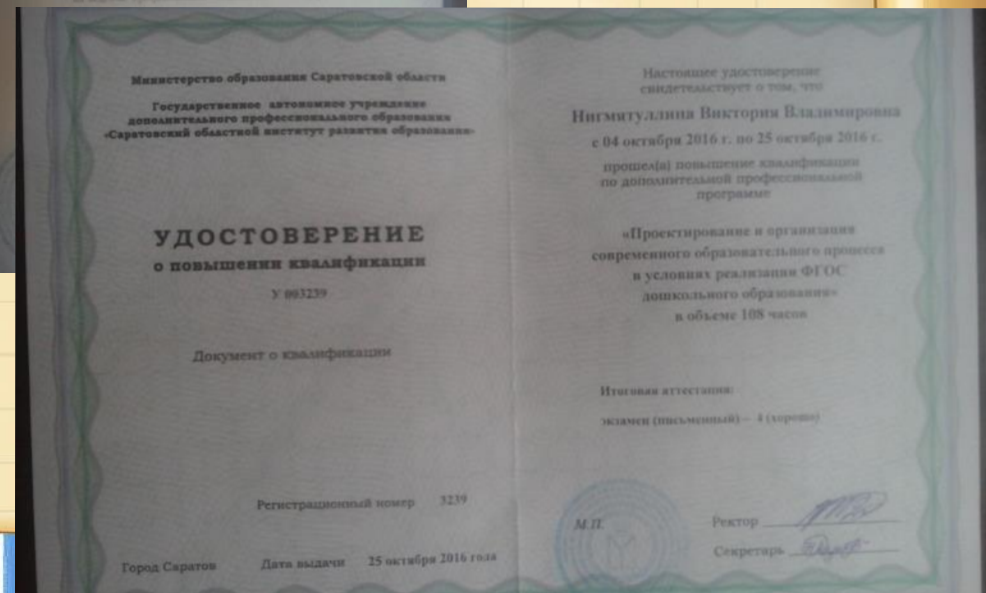 Министерство образования Саратовской области
Государственное автономное учреждение
дополнительного профессионального образования
«Саратовский областной институт развития образования»
УДОСТОВЕРЕНИЕ
о повышении квалификации
У 003239
Документ о квалификации
Регистрационный номер 3239
Город Саратов Дата выдачи 25 октября 2016 года
Настоящее удостоверение
свидетельствует о том, что
Нигмятуллина Виктория Владимировна
с 04 октября 2016 г. по 25 октября 2016 г.
прошел(а) повышение квалификации
по дополнительной профессиональной
программе
«Проектирование и организация
современного образовательного процесса
в условиях реализации ФГОС
дошкольного образования»
в объеме 108 часов
Итоговая аттестация:
экзамен (письменный) – 4 (хорошо)
М.П.
Ректор
Секретарь